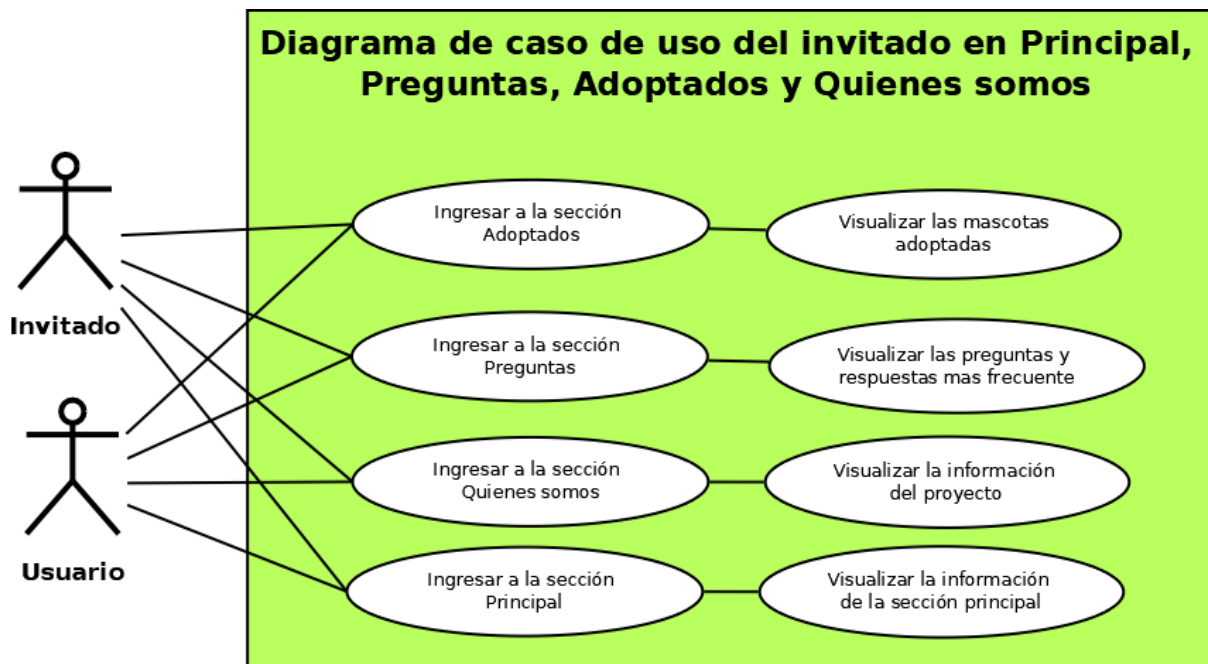 Diagrama de caso de uso del invitado en Principal,
Preguntas, Adoptados y Quienes somos
Invitado
Usuario
Ingresar a la sección
Adoptados
Visualizar las mascotas
adoptadas
Ingresar a la sección
Preguntas
Visualizar las preguntas y
respuestas mas frecuente
Ingresar a la sección
Quienes somos
Visualizar la información
del proyecto
Ingresar a la sección
Principal
Visualizar la información
de la sección principal